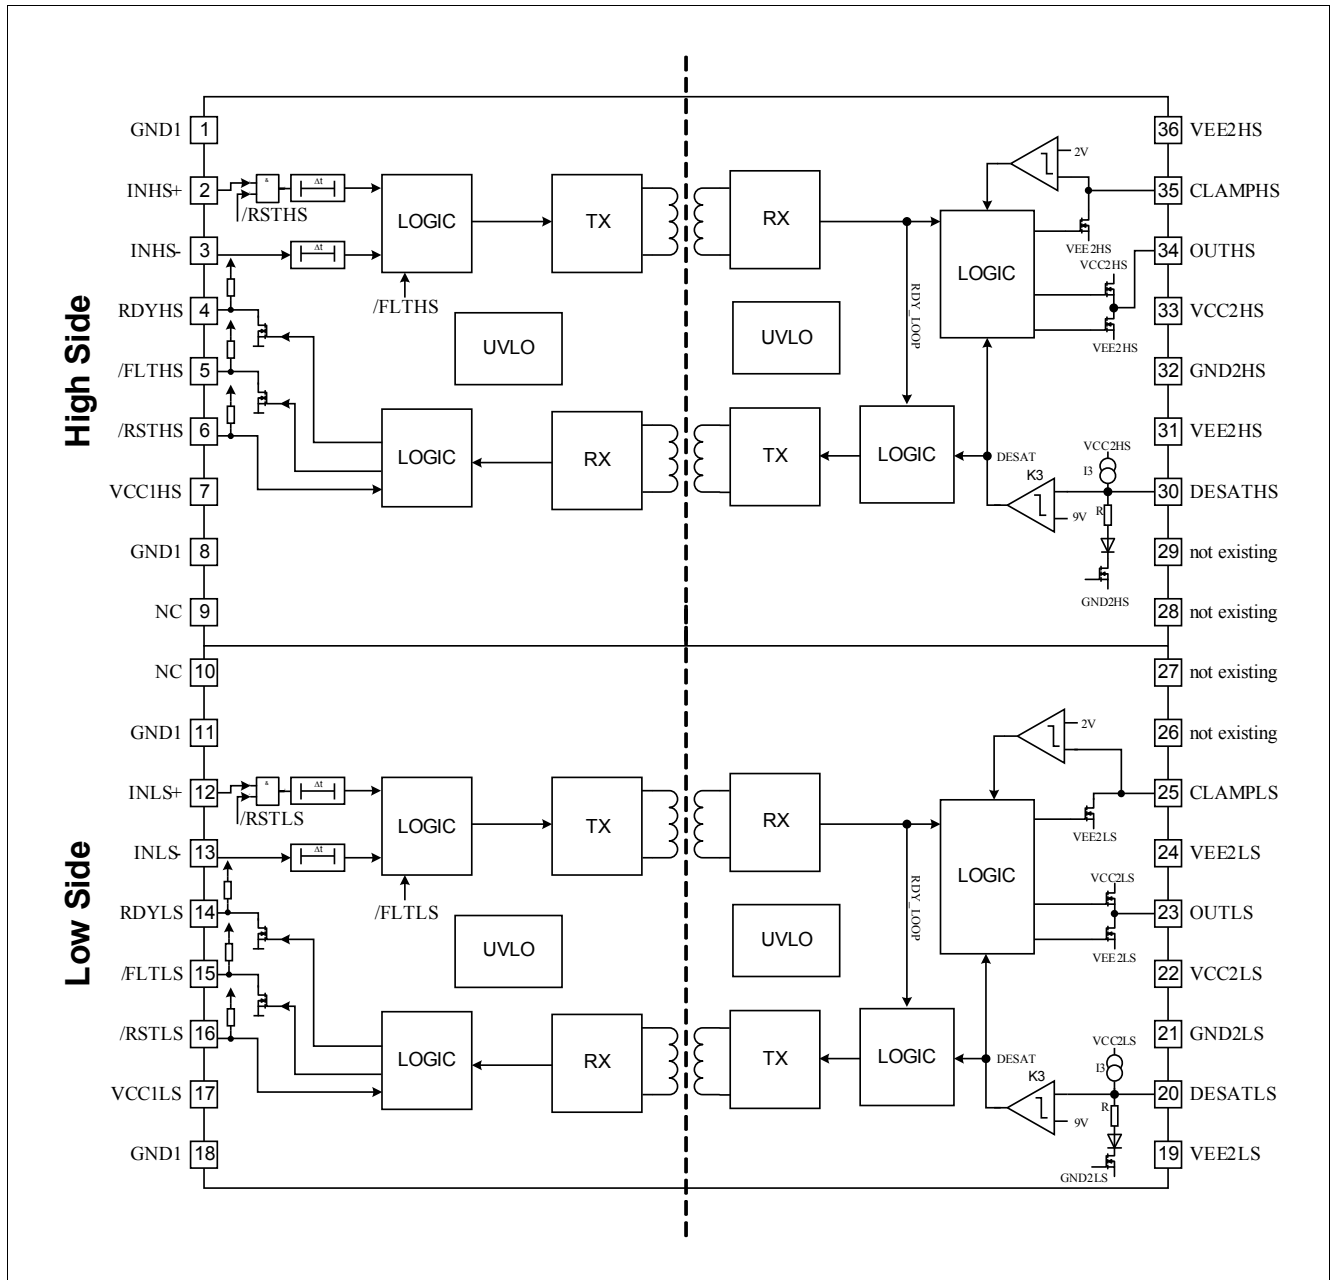 High Side
GND1 1
INHS+ 2
& Δt
/RSTHS
LOGIC
TX
INHS- 3
Δt
/FLTHS
RDYHS 4
UVLO
/FLTHS 5
/RSTHS 6
LOGIC
RX
VCC1HS 7
GND1 8
NC 9
RX
RDY_LOOP
LOGIC
2V
VEE2HS
VCC2HS
VEE2HS
UVLO
TX
LOGIC
DESAT
K3
9V
VCC2HS
I3
R
GND2HS
36 VEE2HS
35 CLAMPHS
34 OUTHS
33 VCC2HS
32 GND2HS
31 VEE2HS
30 DESATHS
29 not existing
28 not existing
Low Side
NC 10
GND1 11
INLS+ 12
& Δt
/RSTLS
LOGIC
TX
INLS- 13
Δt
/FLTLS
RDYLS 14
UVLO
/FLTLS 15
/RSTLS 16
LOGIC
RX
VCC1LS 17
GND1 18
RX
RDY_LOOP
LOGIC
2V
VEE2LS
VCC2LS
VEE2LS
UVLO
TX
LOGIC
DESAT
K3
9V
VCC2LS
I3
R
GND2LS
27 not existing
26 not existing
25 CLAMPLS
24 VEE2LS
23 OUTLS
22 VCC2LS
21 GND2LS
20 DESATLS
19 VEE2LS